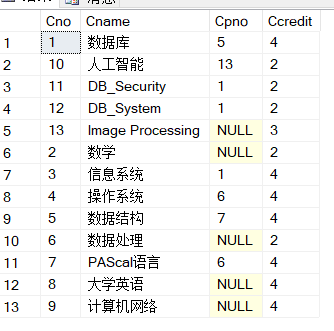 Cno Cname Cpno Ccredit
1 1 数据库 5 4
2 10 人工智能 13 2
3 11 DB_Security 1 2
4 12 DB_System 1 2
5 13 Image Processing NULL 3
6 2 数学 NULL 2
7 3 信息系统 1 4
8 4 操作系统 6 4
9 5 数据结构 7 4
10 6 数据处理 NULL 2
11 7 PAScal语言 6 4
12 8 大学英语 NULL 4
13 9 计算机网络 NULL 4